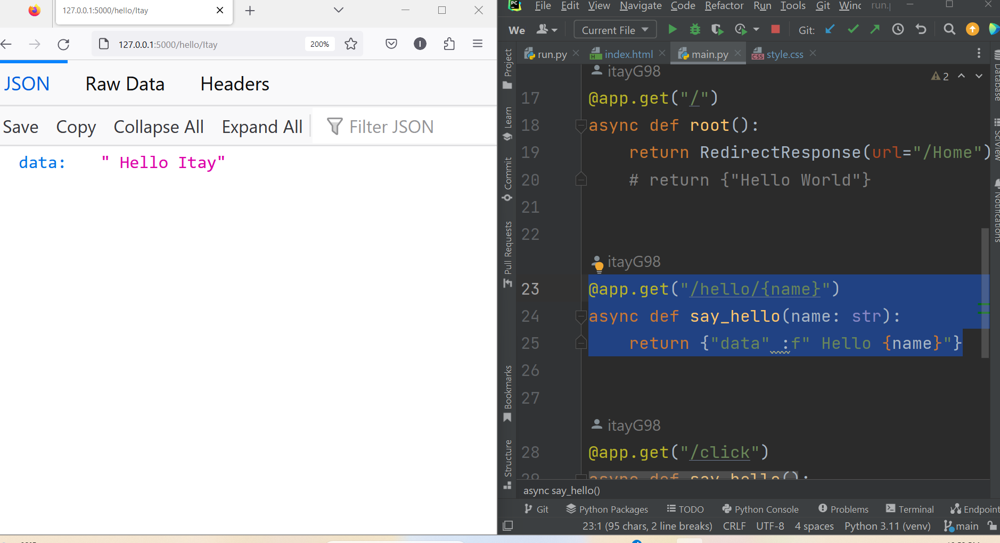 127.0.0.1:5000/hello/Itay
127.0.0.1:5000/hello/Itay
200%
JSON Raw Data Headers
Save Copy Collapse All Expand All Filter JSON
data: " Hello Itay"
PC
File Edit View Navigate Code Refactor Run Tools Git
We Current File Git:
run.py index.html main.py style.css
itayG98
2
17 @app.get("/")
18 async def root():
19 return RedirectResponse(url="/Home")
20 # return {"Hello World"}
21
22
itayG98
23 @app.get("/hello/{name}")
24 async def say_hello(name: str):
25 return {"data" :f" Hello {name}"}
26
27
itayG98
28 @app.get("/click")
29 async def say_hello():
async say_hello()
Git Python Packages TODO Python Console Problems Terminal
23:1 (95 chars, 2 line breaks) CRLF UTF-8 4 spaces Python 3.11 (venv) main
Project
Learn
Commit
Pull Requests
Bookmarks
Structure
Database
SciView
Notifications